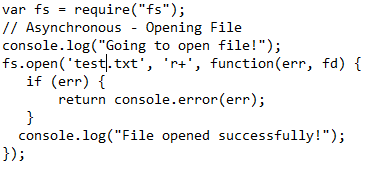 var fs = require("fs");
// Asynchronous - Opening File
console.log("Going to open file!");
fs.open('test.txt', 'r+', function(err, fd) {
    if (err) {
        return console.error(err);
    }
  console.log("File opened successfully!");
});